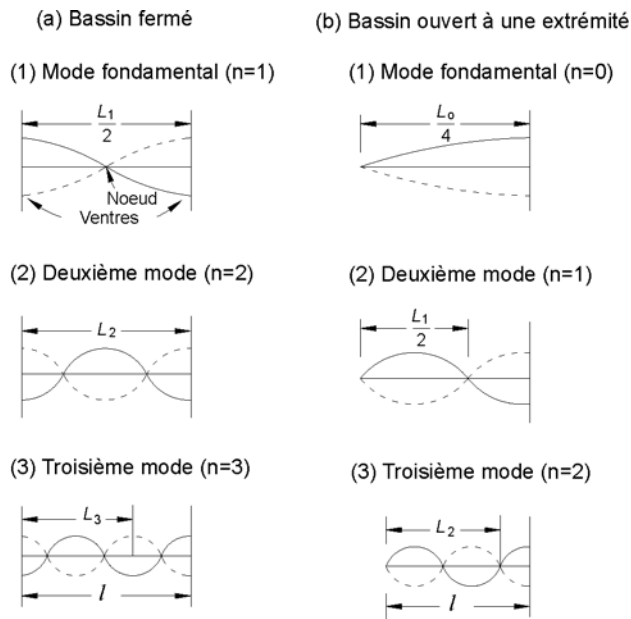 (a) Bassin fermé
(1) Mode fondamental (n=1)
L₁
2
Noeud
Ventres
(2) Deuxième mode (n=2)
L₂
(3) Troisième mode (n=3)
L₃
l
(b) Bassin ouvert à une extrémité
(1) Mode fondamental (n=0)
L₀
4
(2) Deuxième mode (n=1)
L₁
2
(3) Troisième mode (n=2)
L₂
l